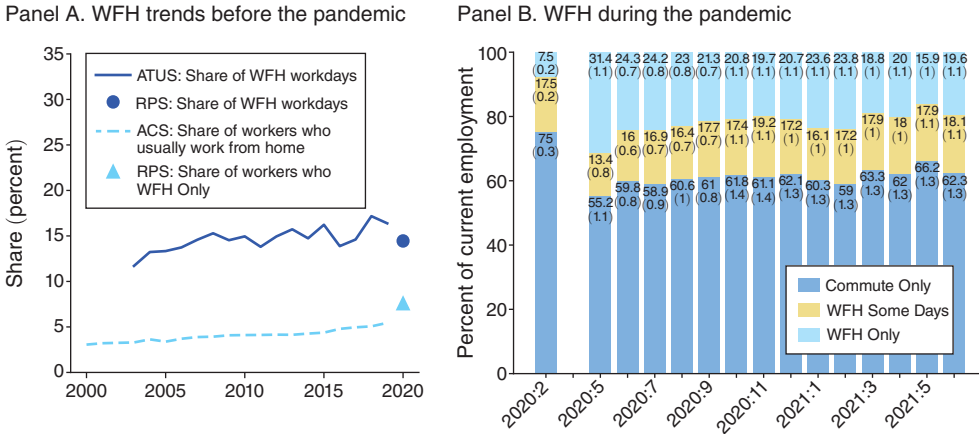 Panel A. WFH trends before the pandemic
Share (percent)
35
30
25
20
15
10
5
0
2000
2005
2010
2015
2020
ATUS: Share of WFH workdays
RPS: Share of WFH workdays
ACS: Share of workers who
usually work from home
RPS: Share of workers who
WFH Only
Panel B. WFH during the pandemic
Percent of current employment
100
80
60
40
20
0
7.5 31.4 24.3 24.2 23 21.3 20.8 19.7 20.7 23.6 23.8 18.8 20 15.9 19.6
(0.2) (1.1) (0.7) (0.8) (0.8) (0.7) (1.1) (1.1) (1.1) (1.1) (1.1) (1) (1.1) (1) (1.1)
17.5 13.4 16 16.9 16.4 17.7 17.4 19.2 17.2 16.1 17.2 17.9 18 17.9 18.1
(0.2) (0.8) (0.6) (0.7) (0.7) (0.7) (1.1) (1.1) (1) (1) (1) (1) (1) (1.1) (1.1)
75 55.2 59.8 58.9 60.6 61 61.8 61.1 62.1 60.3 59 63.3 62 66.2 62.3
(0.3) (1.1) (0.8) (0.9) (1) (0.8) (1.4) (1.4) (1.3) (1.3) (1.3) (1.3) (1.3) (1.3) (1.3)
Commute Only
WFH Some Days
WFH Only
2020:2
2020:5
2020:7
2020:9
2020:11
2021:1
2021:3
2021:5